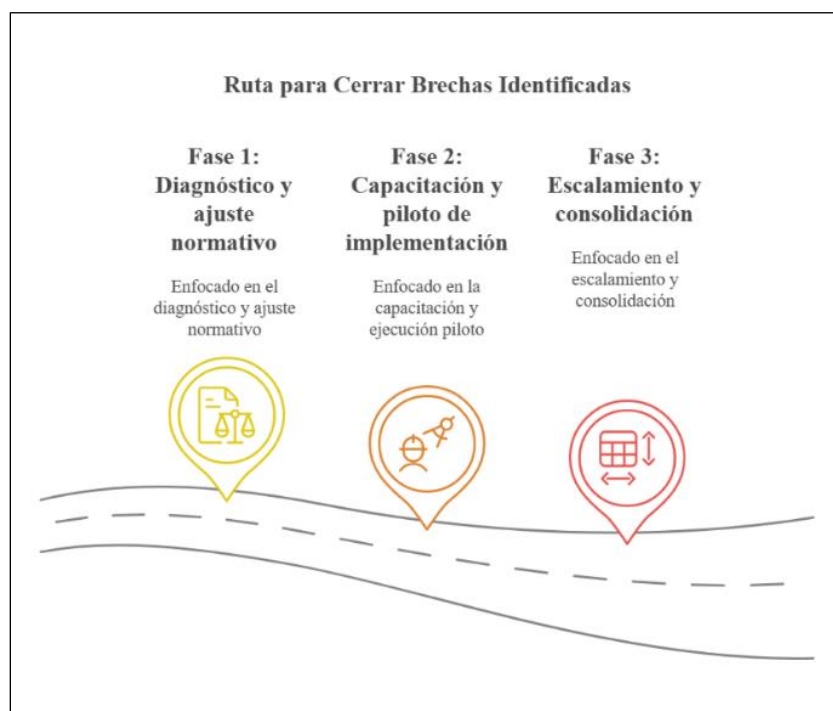 Ruta para Cerrar Brechas Identificadas
Fase 1:
Diagnóstico y
ajuste
normativo
Enfocado en el
diagnóstico y ajuste
normativo
Fase 2:
Capacitación y
piloto de
implementación
Enfocado en la
capacitación y
ejecución piloto
Fase 3:
Escalamiento y
consolidación
Enfocado en el
escalamiento y
consolidación